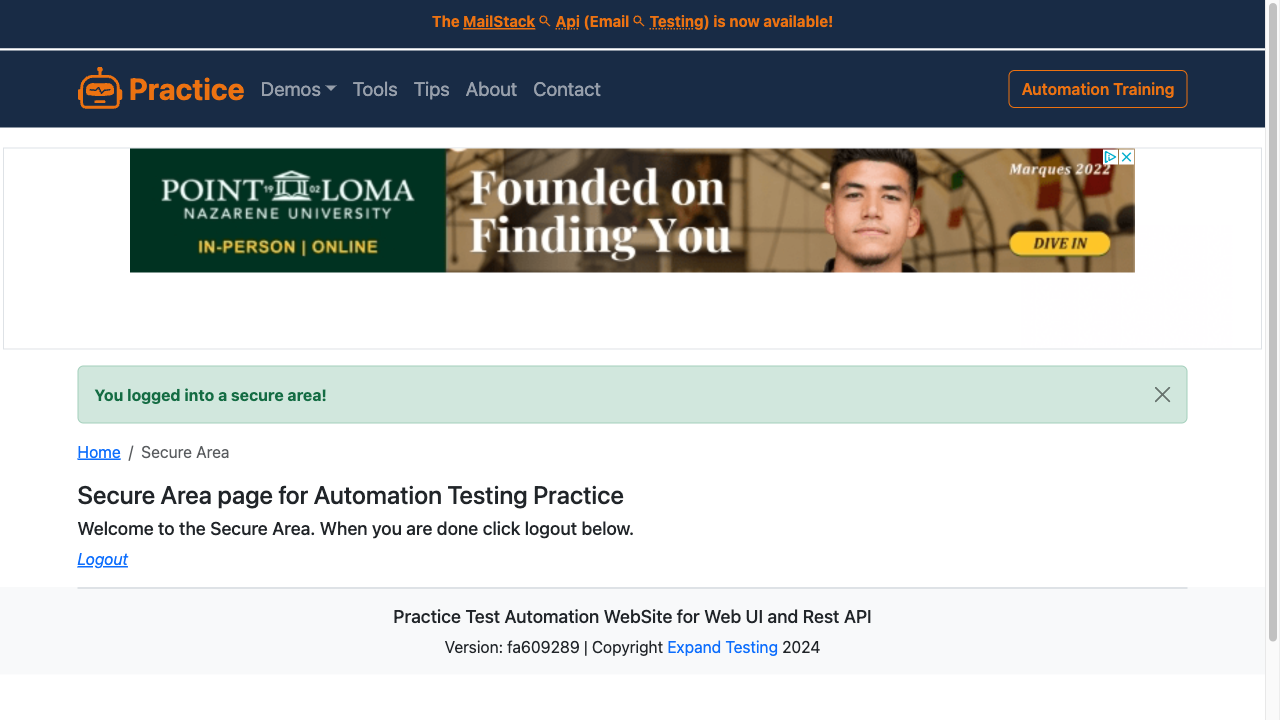 The MailStack Api (Email Testing) is now available!
Practice Demos Tools Tips About Contact Automation Training
POINT 19 02 LOMA
NAZARENE UNIVERSITY
IN-PERSON | ONLINE
Founded on
Finding You
Marques 2022
DIVE IN
You logged into a secure area!
Home / Secure Area
Secure Area page for Automation Testing Practice
Welcome to the Secure Area. When you are done click logout below.
Logout
Practice Test Automation WebSite for Web UI and Rest API
Version: fa609289 | Copyright Expand Testing 2024